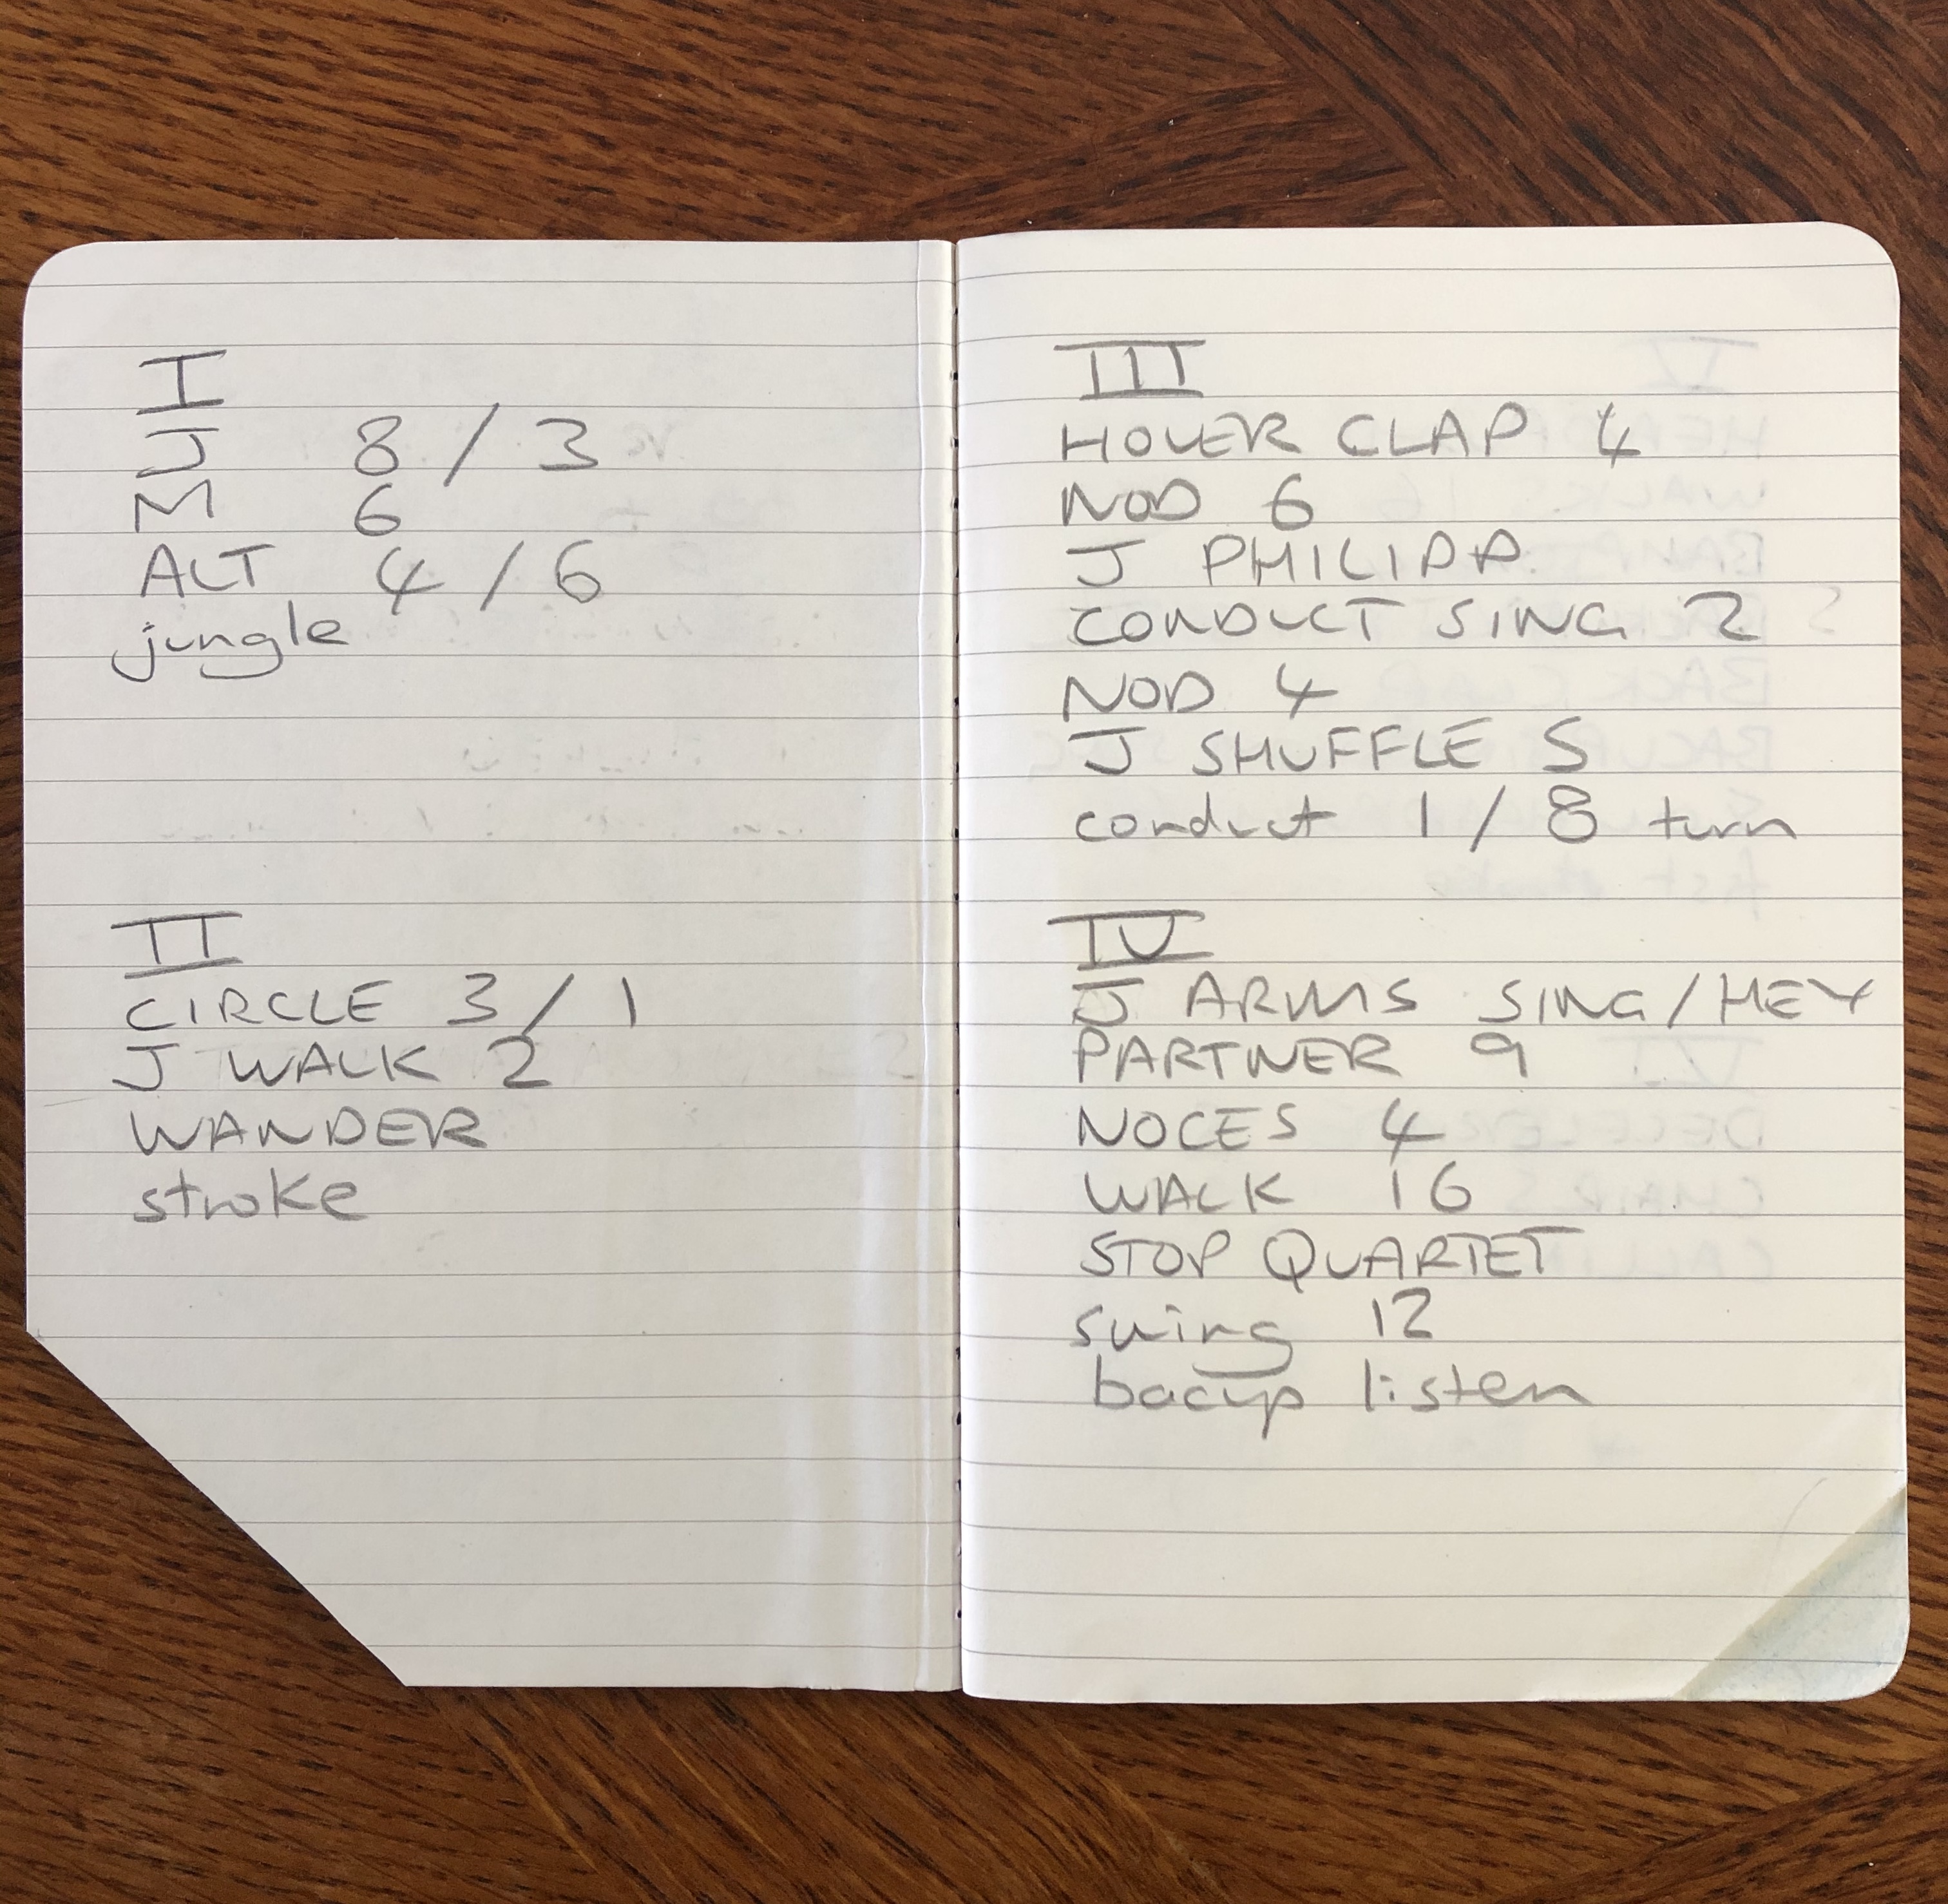 I
J 8 / 3
M 6
ALT 4 / 6
jungle
II
CIRCLE 3 / 1
J WALK 2
WANDER
stroke
III
HOVER CLAP 4
NOD 6
J PHILIPP
CONDUCT SING 2
NOD 4
J SHUFFLE 5
conduct 1 / 8 turn
IV
J ARMS SING/HEY
PARTNER 9
NOCES 4
WALK 16
STOP QUARTET
swing 12
bacup listen